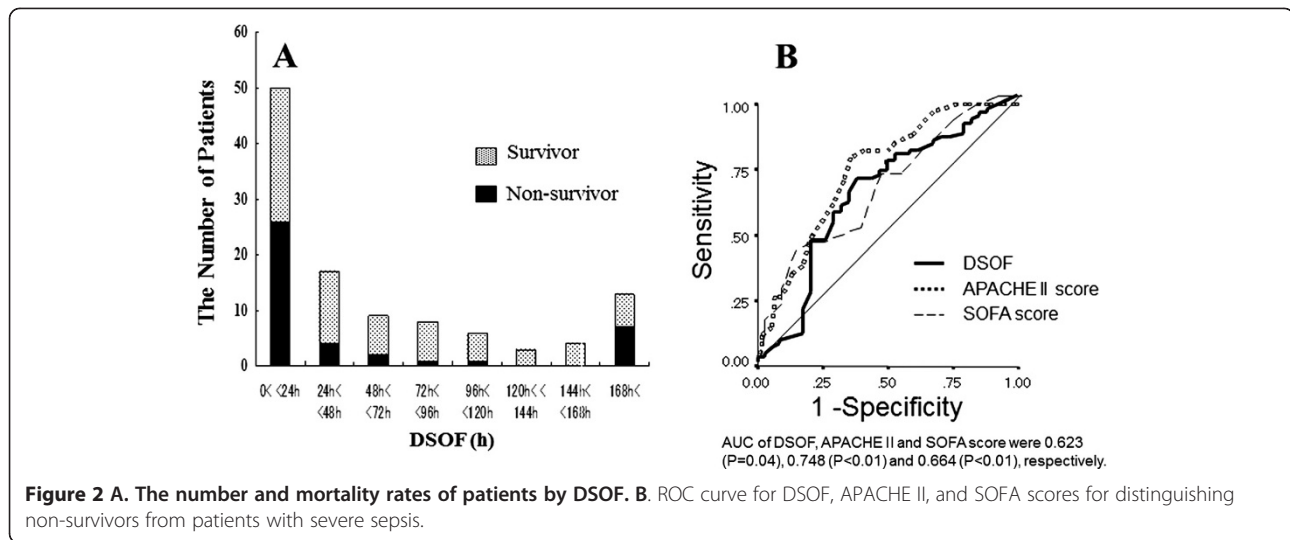 A
The Number of Patients
60
50
40
30
20
10
0
Survivor
Non-survivor
0< <24h
24h<
<48h
48h<
<72h
72h<
<96h
96h<
<120h
120h< <
144h
144h<
<168h
168h<
DSOF (h)
B
Sensitivity
1.00
.75
.50
.25
0.00
DSOF
APACHE II score
SOFA score
0.00 .25 .50 .75 1.00
1 -Specificity
AUC of DSOF, APACHE II and SOFA score were 0.623
(P=0.04), 0.748 (P<0.01) and 0.664 (P<0.01), respectively.
Figure 2 A. The number and mortality rates of patients by DSOF. B. ROC curve for DSOF, APACHE II, and SOFA scores for distinguishing
non-survivors from patients with severe sepsis.